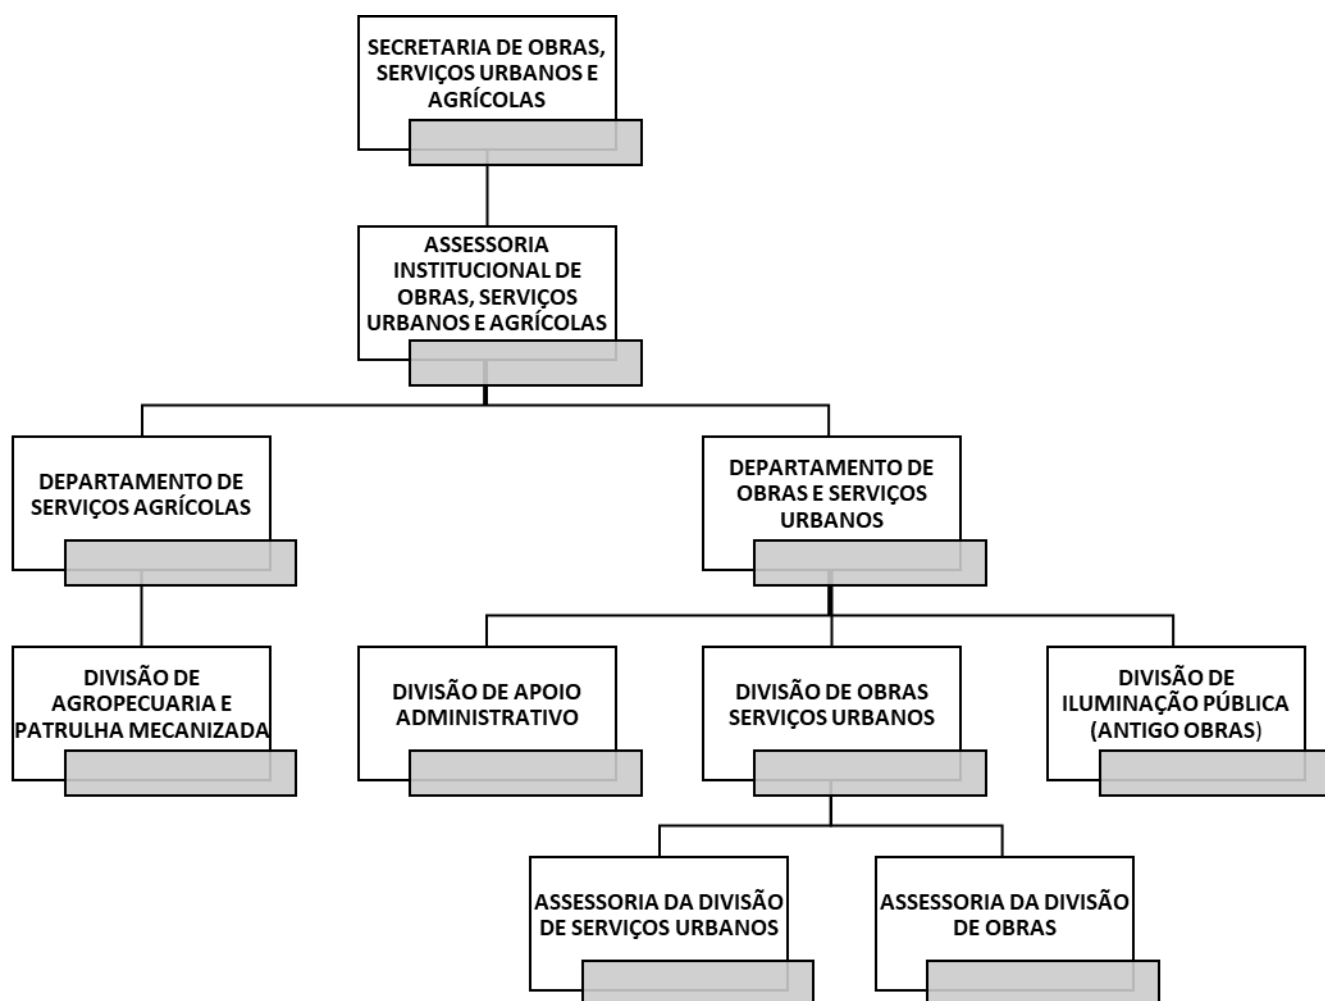 SECRETARIA DE OBRAS,
SERVIÇOS URBANOS E
AGRÍCOLAS
ASSESSORIA
INSTITUCIONAL DE
OBRAS, SERVIÇOS
URBANOS E AGRÍCOLAS
DEPARTAMENTO DE
SERVIÇOS AGRÍCOLAS
DEPARTAMENTO DE
OBRAS E SERVIÇOS
URBANOS
DIVISÃO DE
AGROPECUARIA E
PATRULHA MECANIZADA
DIVISÃO DE APOIO
ADMINISTRATIVO
DIVISÃO DE OBRAS
SERVIÇOS URBANOS
DIVISÃO DE
ILUMINAÇÃO PÚBLICA
(ANTIGO OBRAS)
ASSESSORIA DA DIVISÃO
DE SERVIÇOS URBANOS
ASSESSORIA DA DIVISÃO
DE OBRAS